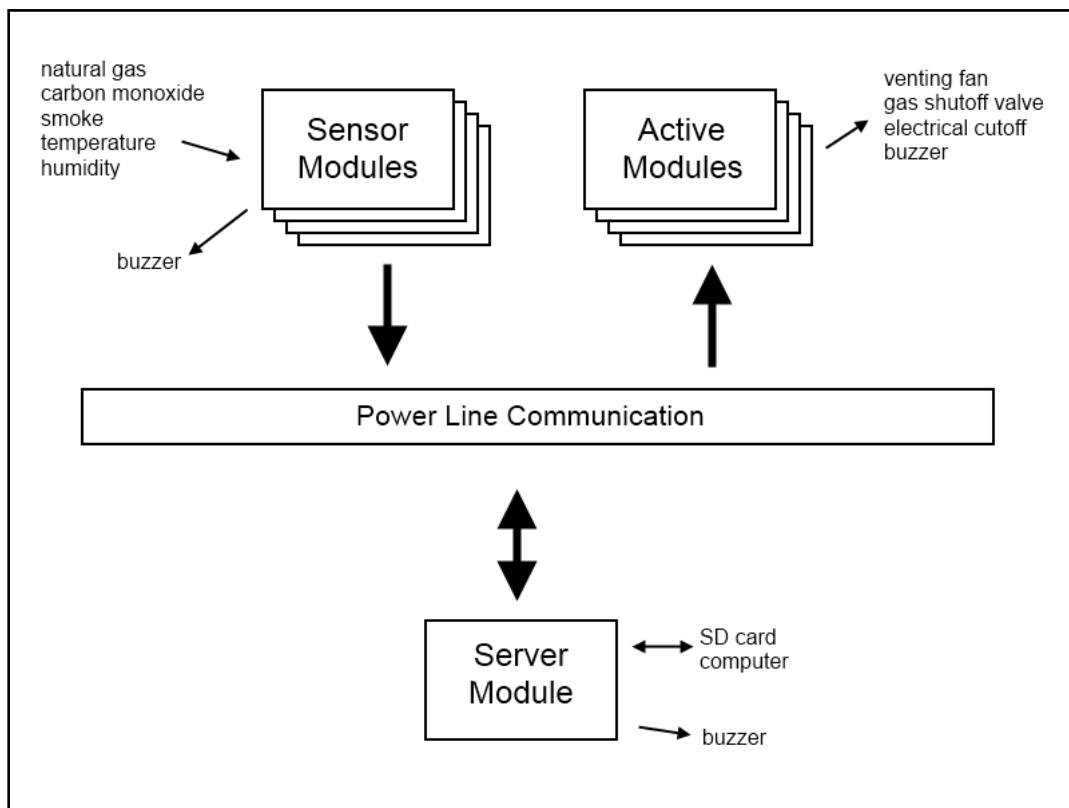 natural gas
carbon monoxide
smoke
temperature
humidity
buzzer
Sensor
Modules
Active
Modules
venting fan
gas shutoff valve
electrical cutoff
buzzer
Power Line Communication
Server
Module
SD card
computer
buzzer